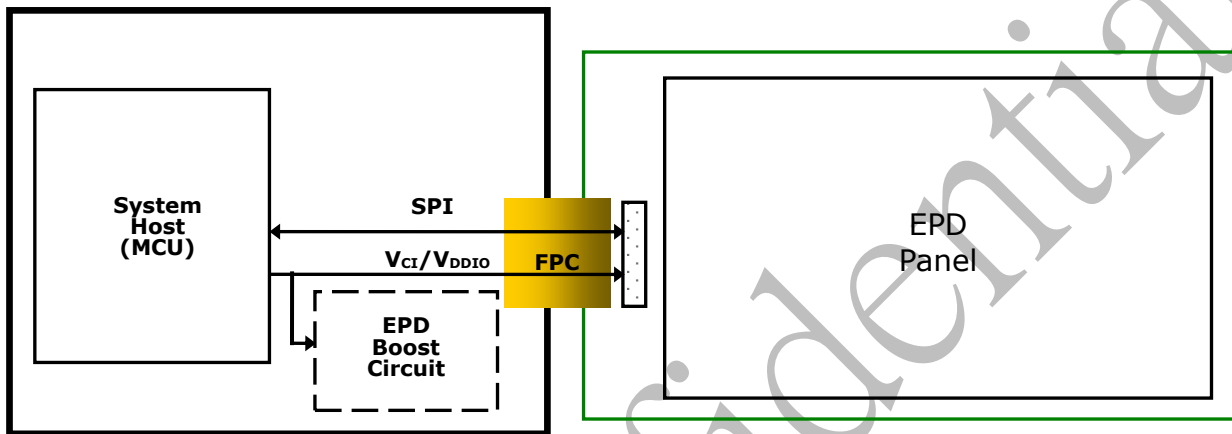 System
Host
(MCU)
SPI
VCI/VDDIO
FPC
EPD
Boost
Circuit
EPD
Panel